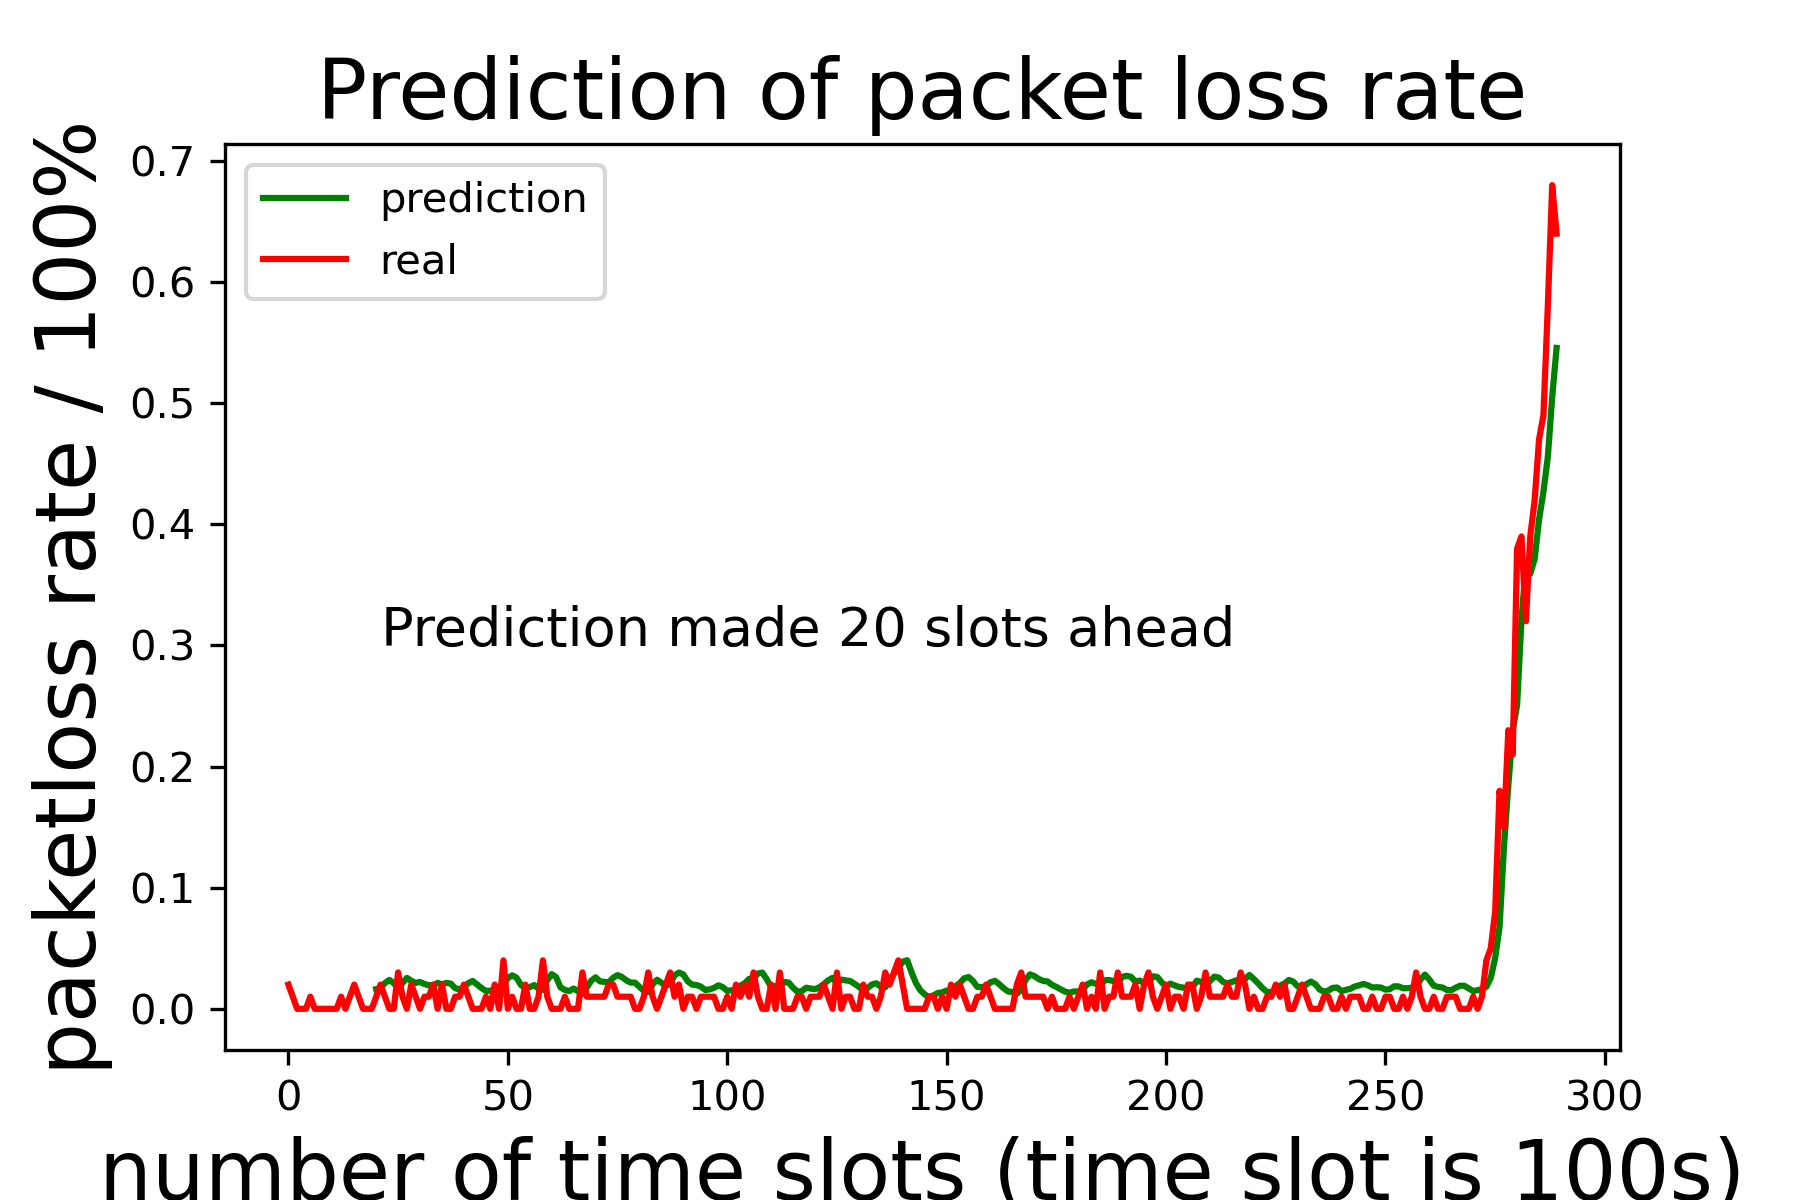 Prediction of packet loss rate
packetloss rate / 100%
0.7
0.6
0.5
0.4
0.3
0.2
0.1
0.0
prediction
real
Prediction made 20 slots ahead
0 50 100 150 200 250 300
number of time slots (time slot is 100s)